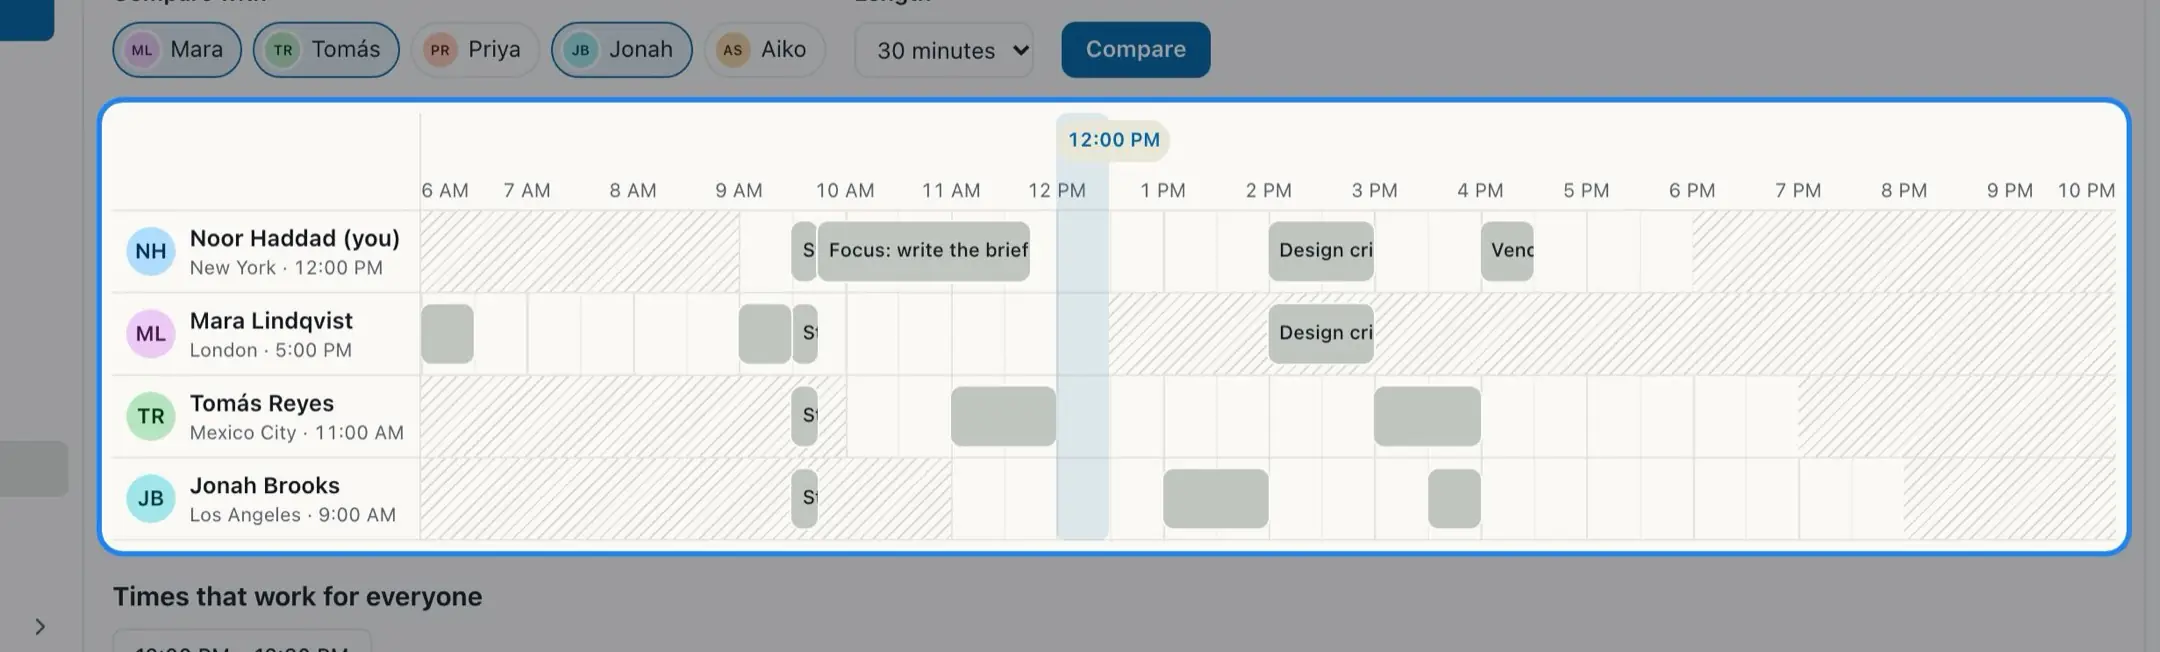 ML Mara TR Tomás PR Priya JB Jonah AS Aiko 30 minutes Compare
12:00 PM
6 AM 7 AM 8 AM 9 AM 10 AM 11 AM 12 PM 1 PM 2 PM 3 PM 4 PM 5 PM 6 PM 7 PM 8 PM 9 PM 10 PM
NH Noor Haddad (you) S Focus: write the brief Design cri Vend
New York · 12:00 PM
ML Mara Lindqvist St Design cri
London · 5:00 PM
TR Tomás Reyes St
Mexico City · 11:00 AM
JB Jonah Brooks St
Los Angeles · 9:00 AM
Times that work for everyone